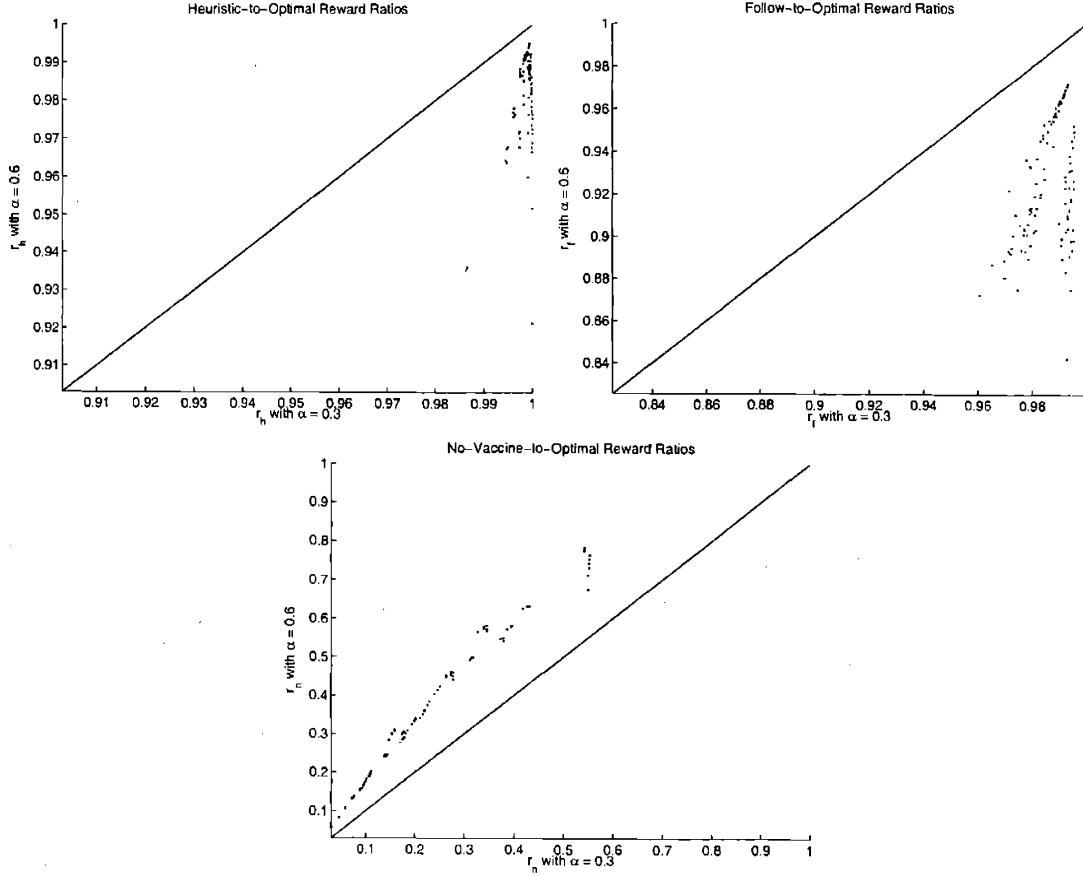 Heuristic-to-Optimal Reward Ratios
1
0.99
0.98
0.97
0.96
0.95
0.94
0.93
0.92
0.91
r_h with α = 0.6
0.91 0.92 0.93 0.94 0.95 0.96 0.97 0.98 0.99 1
r_h with α = 0.3
Follow-to-Optimal Reward Ratios
0.98
0.96
0.94
0.92
0.9
0.88
0.86
0.84
r_f with α = 0.6
0.84 0.86 0.88 0.9 0.92 0.94 0.96 0.98
r_f with α = 0.3
No-Vaccine-to-Optimal Reward Ratios
1
0.9
0.8
0.7
0.6
0.5
0.4
0.3
0.2
0.1
r_n with α = 0.6
0.1 0.2 0.3 0.4 0.5 0.6 0.7 0.8 0.9 1
r_n with α = 0.3